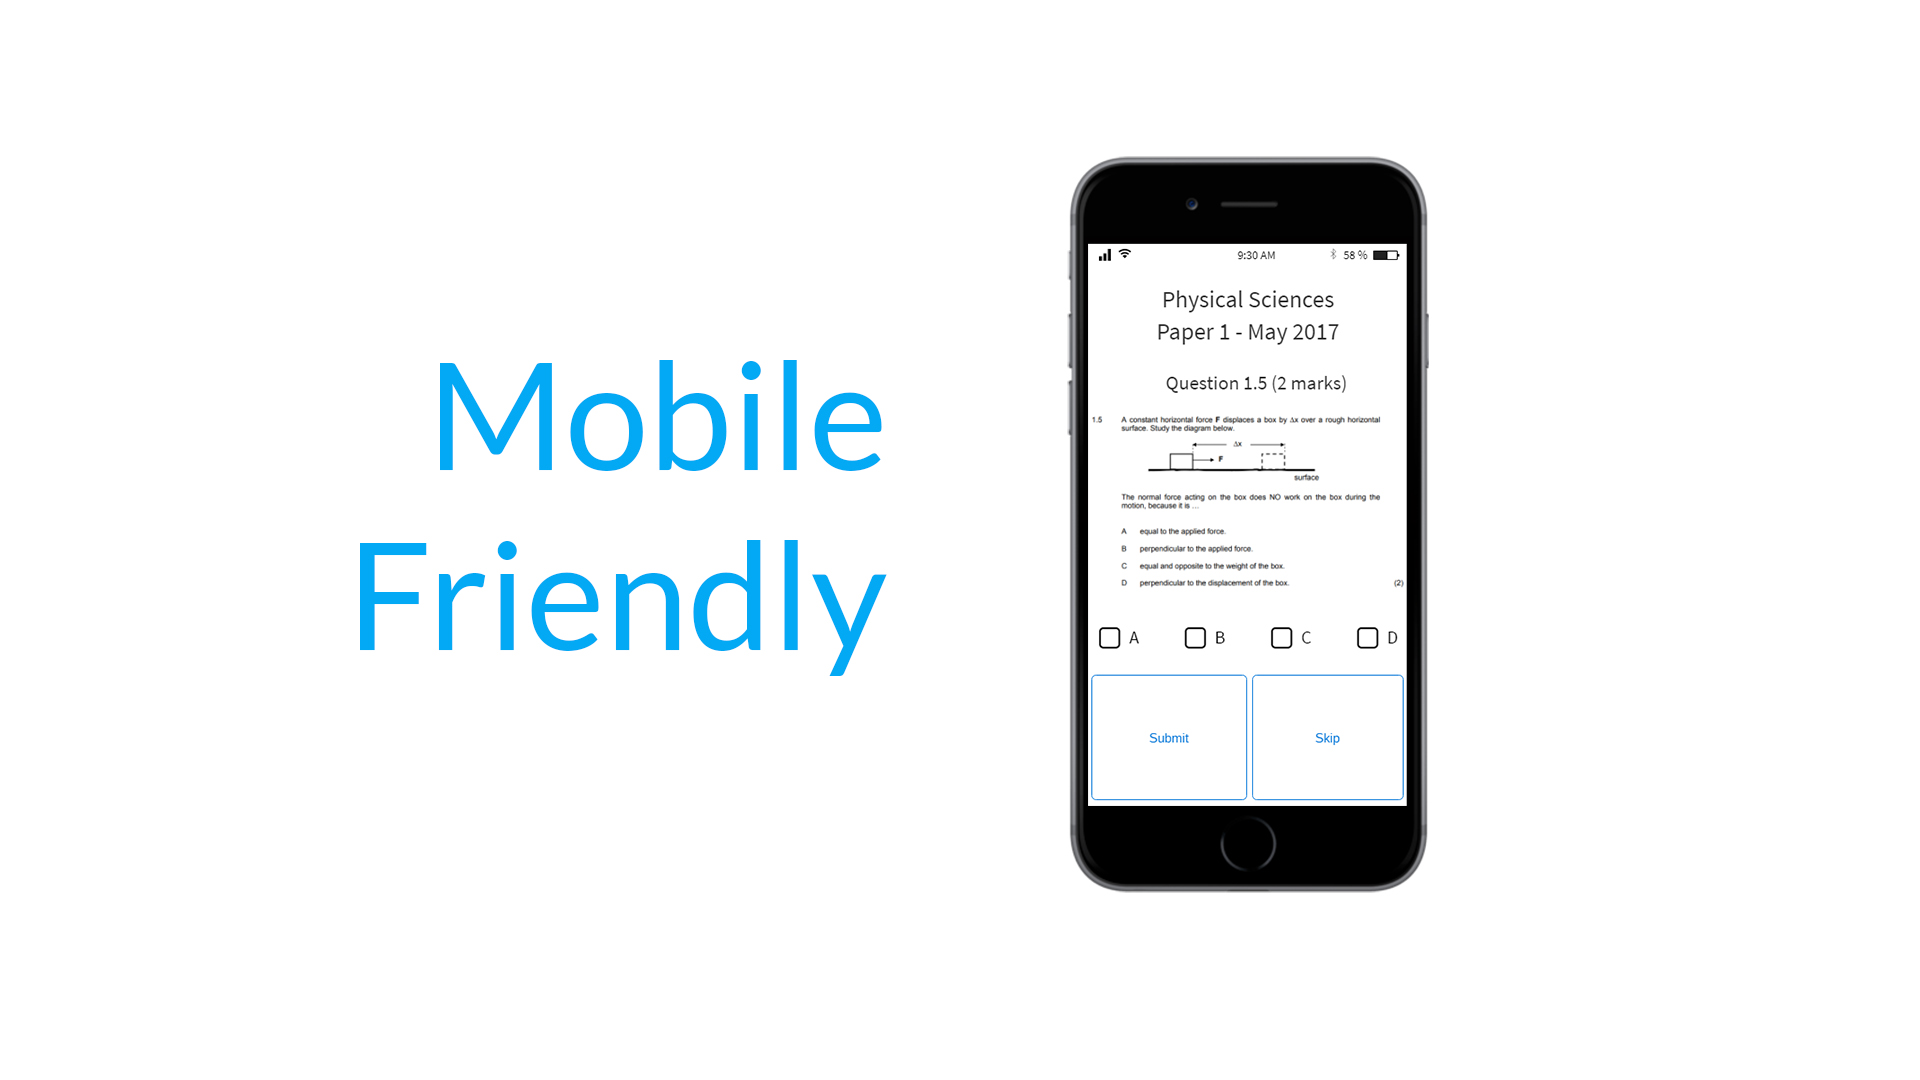 Mobile
Friendly
9:30 AM
58 %
Physical Sciences
Paper 1 - May 2017
Question 1.5 (2 marks)
1.5 A constant horizontal force F displaces a box by Δx over a rough horizontal
surface. Study the diagram below.
Δx
F
surface
The normal force acting on the box does NO work on the box during the
motion, because it is ...
A equal to the applied force.
B perpendicular to the applied force.
C equal and opposite to the weight of the box.
D perpendicular to the displacement of the box. (2)
A B C D
Submit Skip